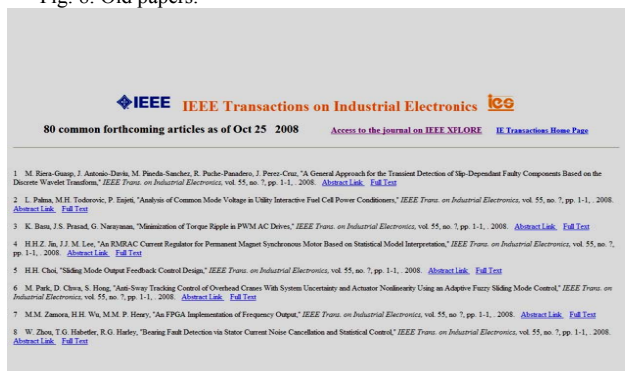 Fig. 6. Old papers.
IEEE IEEE Transactions on Industrial Electronics ies
80 common forthcoming articles as of Oct 25 2008 Access to the journal on IEEE XPLORE IE Transactions Home Page
1 M. Riera-Guasp, J. Antonio-Daviu, M. Pineda-Sanchez, R. Puche-Panadero, J. Perez-Cruz, "A General Approach for the Transient Detection of Slip-Dependant Faulty Components Based on the
Discrete Wavelet Transform," IEEE Trans. on Industrial Electronics, vol. 55, no. ?, pp. 1-1, . 2008. Abstract Link Full Text
2 L. Palma, M.H. Todorovic, P. Enjeti, "Analysis of Common Mode Voltage in Utility Interactive Fuel Cell Power Conditioners," IEEE Trans. on Industrial Electronics, vol. 55, no. ?, pp. 1-1, . 2008.
Abstract Link Full Text
3 K. Basu, J.S. Prasad, G. Narayanan, "Minimization of Torque Ripple in PWM AC Drives," IEEE Trans. on Industrial Electronics, vol. 55, no. ?, pp. 1-1, . 2008. Abstract Link Full Text
4 H.H.Z. Jin, J.J. M. Lee, "An RMRAC Current Regulator for Permanent Magnet Synchronous Motor Based on Statistical Model Interpretation," IEEE Trans. on Industrial Electronics, vol. 55, no. ?,
pp. 1-1, . 2008. Abstract Link Full Text
5 H.H. Choi, "Sliding Mode Output Feedback Control Design," IEEE Trans. on Industrial Electronics, vol. 55, no. ?, pp. 1-1, . 2008. Abstract Link Full Text
6 M. Park, D. Chwa, S. Hong, "Anti-Sway Tracking Control of Overhead Cranes With System Uncertainty and Actuator Nonlinearity Using an Adaptive Fuzzy Sliding Mode Control," IEEE Trans. on
Industrial Electronics, vol. 55, no. ?, pp. 1-1, . 2008. Abstract Link Full Text
7 M.M. Zamora, H.H. Wu, M.M. P. Henry, "An FPGA Implementation of Frequency Output," IEEE Trans. on Industrial Electronics, vol. 55, no. ?, pp. 1-1, . 2008. Abstract Link Full Text
8 W. Zhou, T.G. Habetler, R.G. Harley, "Bearing Fault Detection via Stator Current Noise Cancellation and Statistical Control," IEEE Trans. on Industrial Electronics, vol. 55, no. ?, pp. 1-1, . 2008.
Abstract Link Full Text